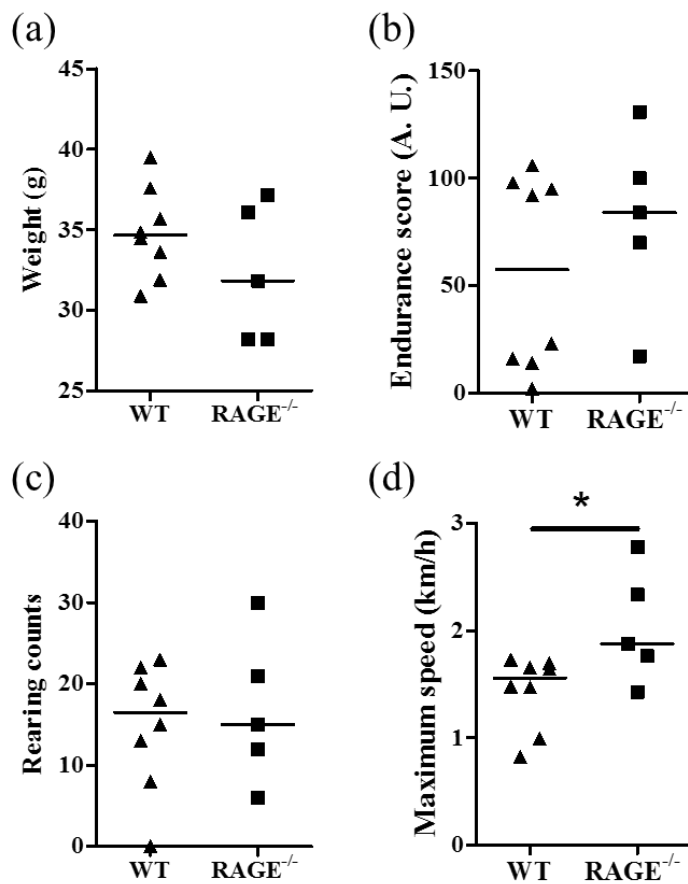 (a)
Weight (g)
45
40
35
30
25
WT
RAGE-/-
(b)
Endurance score (A. U.)
150
100
50
0
WT
RAGE-/-
(c)
Rearing counts
40
30
20
10
0
WT
RAGE-/-
(d)
Maximum speed (km/h)
*
3
2
1
0
WT
RAGE-/-